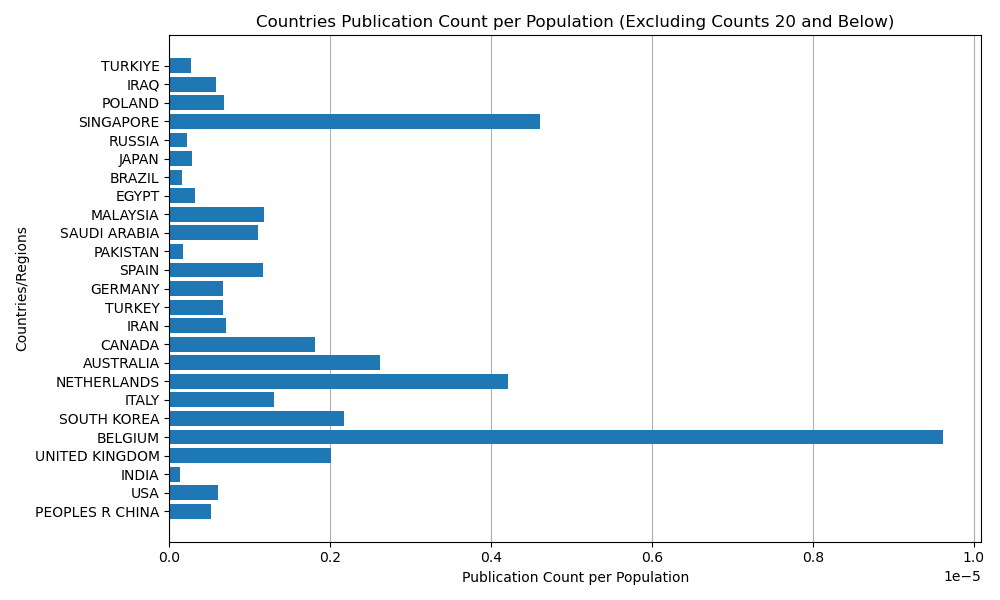 Countries Publication Count per Population (Excluding Counts 20 and Below)
Countries/Regions
TURKIYE
IRAQ
POLAND
SINGAPORE
RUSSIA
JAPAN
BRAZIL
EGYPT
MALAYSIA
SAUDI ARABIA
PAKISTAN
SPAIN
GERMANY
TURKEY
IRAN
CANADA
AUSTRALIA
NETHERLANDS
ITALY
SOUTH KOREA
BELGIUM
UNITED KINGDOM
INDIA
USA
PEOPLES R CHINA
0.0 0.2 0.4 0.6 0.8 1.0
1e−5
Publication Count per Population